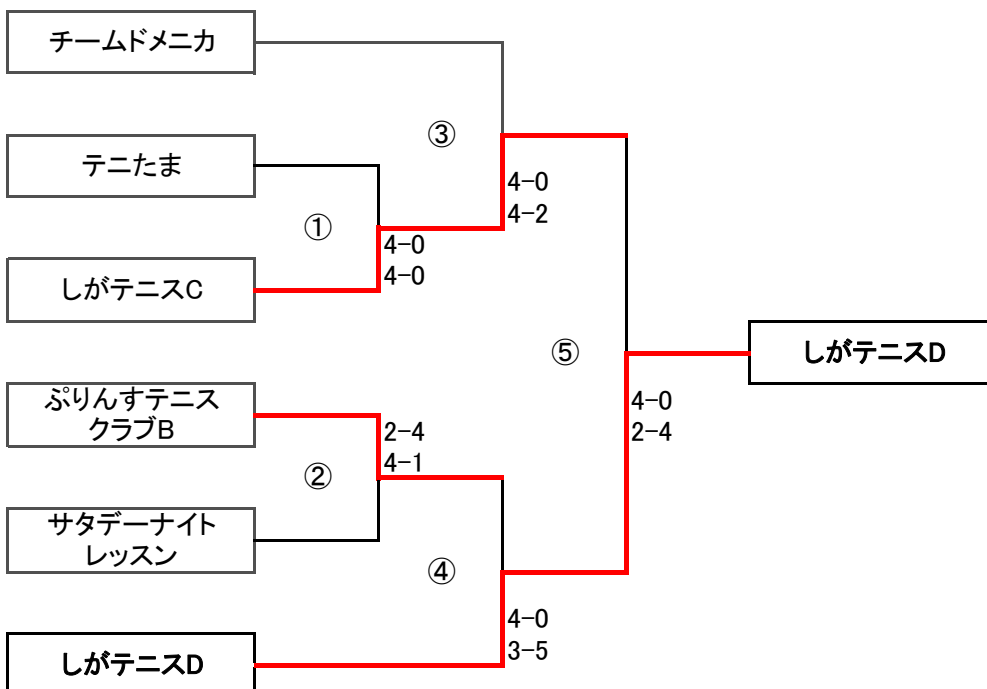 チームドメニカ
③
テニたま
4-0
4-2
①
4-0
4-0
しがテニスC
⑤
しがテニスD
ぷりんすテニス
クラブB
4-0
2-4
2-4
4-1
②
サタデーナイト
レッスン
④
4-0
3-5
しがテニスD